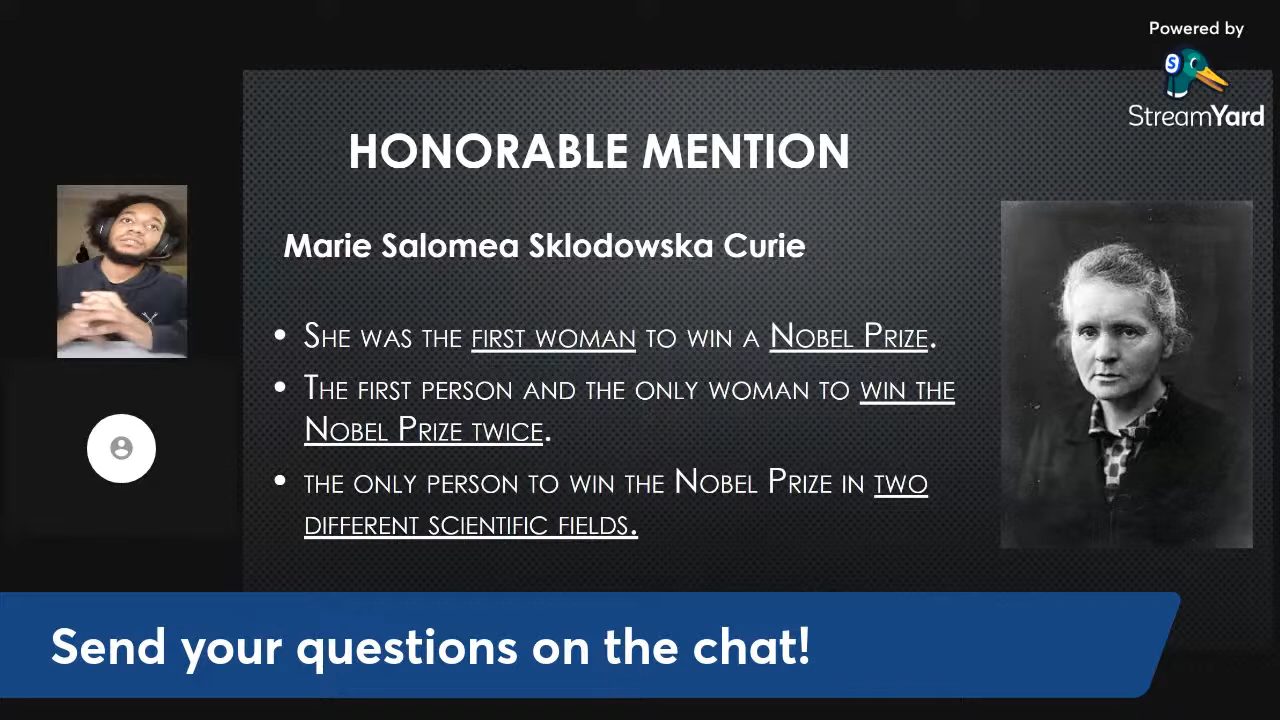 Powered by
StreamYard
HONORABLE MENTION
Marie Salomea Sklodowska Curie
• SHE WAS THE FIRST WOMAN TO WIN A NOBEL PRIZE.
• THE FIRST PERSON AND THE ONLY WOMAN TO WIN THE
NOBEL PRIZE TWICE.
• THE ONLY PERSON TO WIN THE NOBEL PRIZE IN TWO
DIFFERENT SCIENTIFIC FIELDS.
Send your questions on the chat!